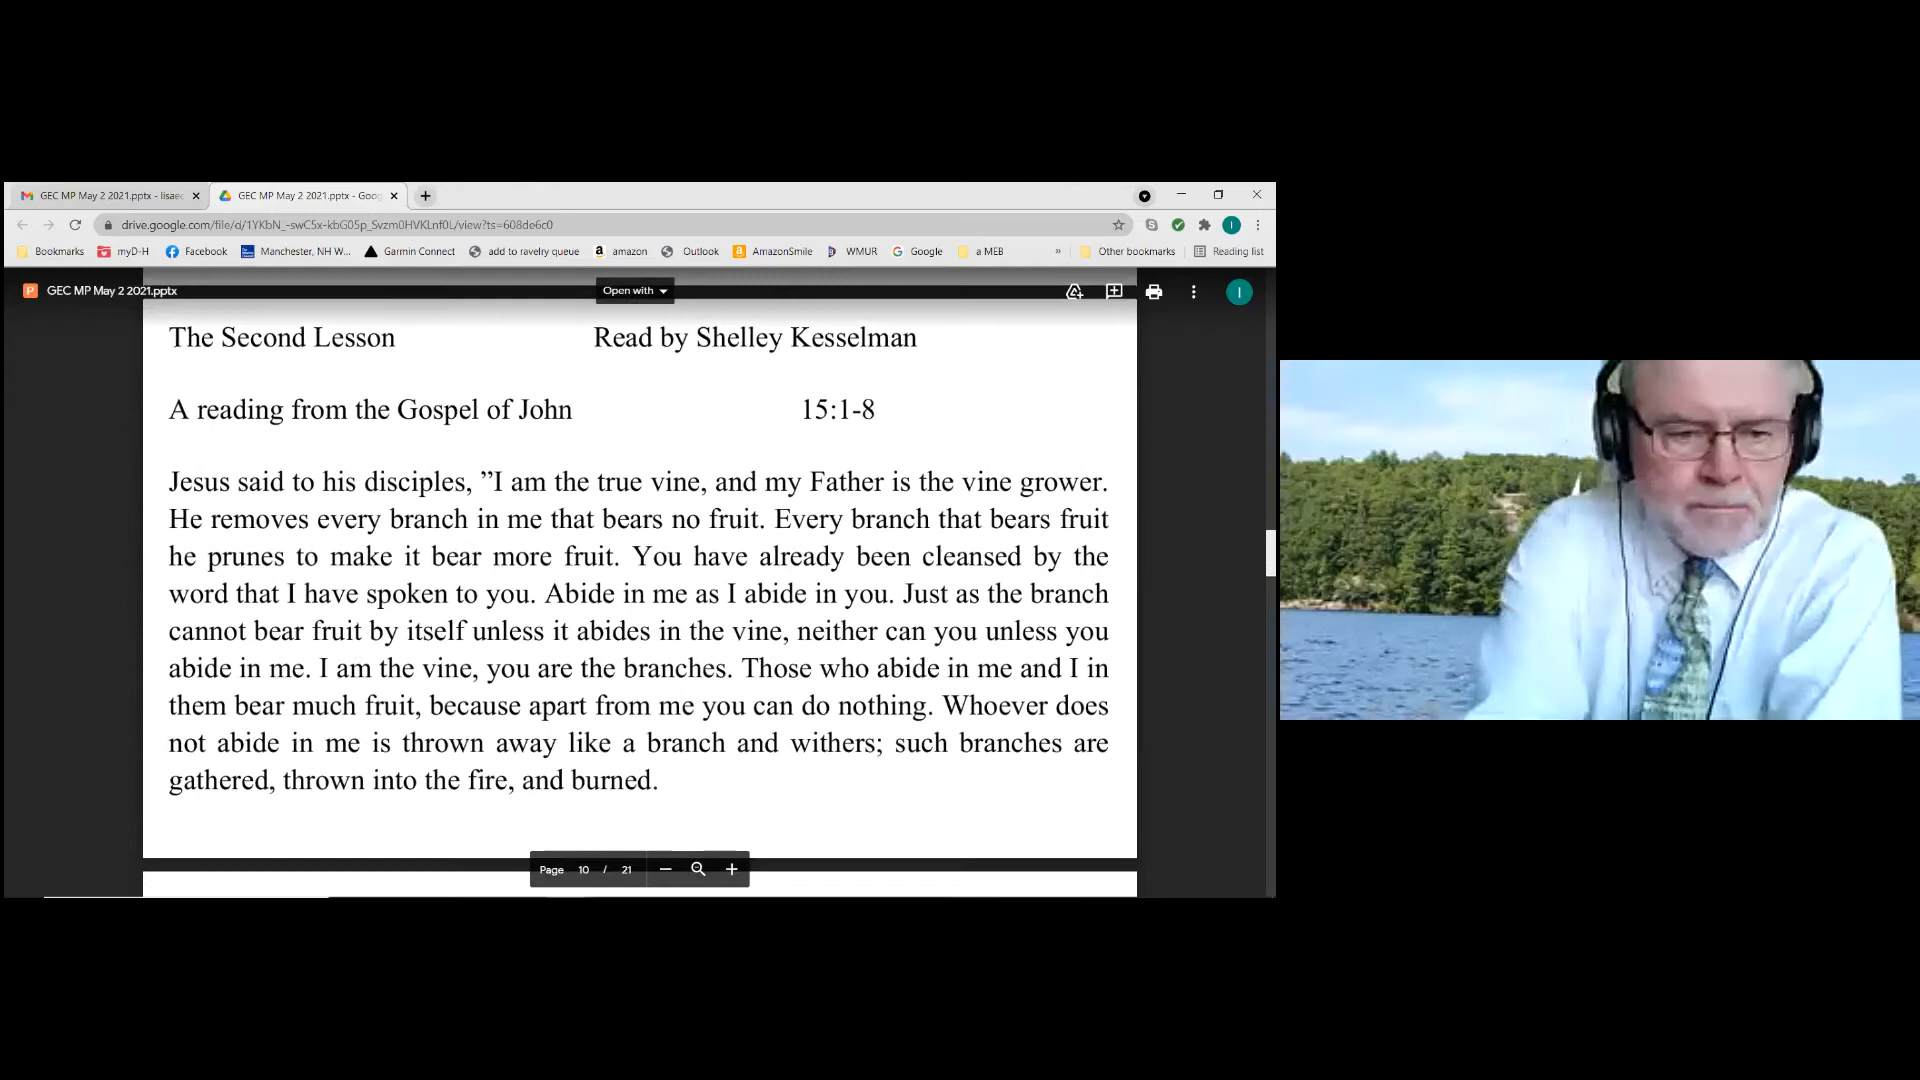 GEC MP May 2 2021.pptx - lisaec
GEC MP May 2 2021.pptx - Goog
drive.google.com/file/d/1YKbN_-swC5x-kbG05p_Svzm0HVKLnf0L/view?ts=608de6c0
Bookmarks myD-H Facebook Manchester, NH W... Garmin Connect add to ravelry queue amazon Outlook AmazonSmile WMUR Google a MEB » Other bookmarks Reading list
GEC MP May 2 2021.pptx Open with
The Second Lesson Read by Shelley Kesselman
A reading from the Gospel of John 15:1-8
Jesus said to his disciples, ”I am the true vine, and my Father is the vine grower.
He removes every branch in me that bears no fruit. Every branch that bears fruit
he prunes to make it bear more fruit. You have already been cleansed by the
word that I have spoken to you. Abide in me as I abide in you. Just as the branch
cannot bear fruit by itself unless it abides in the vine, neither can you unless you
abide in me. I am the vine, you are the branches. Those who abide in me and I in
them bear much fruit, because apart from me you can do nothing. Whoever does
not abide in me is thrown away like a branch and withers; such branches are
gathered, thrown into the fire, and burned.
Page 10 / 21